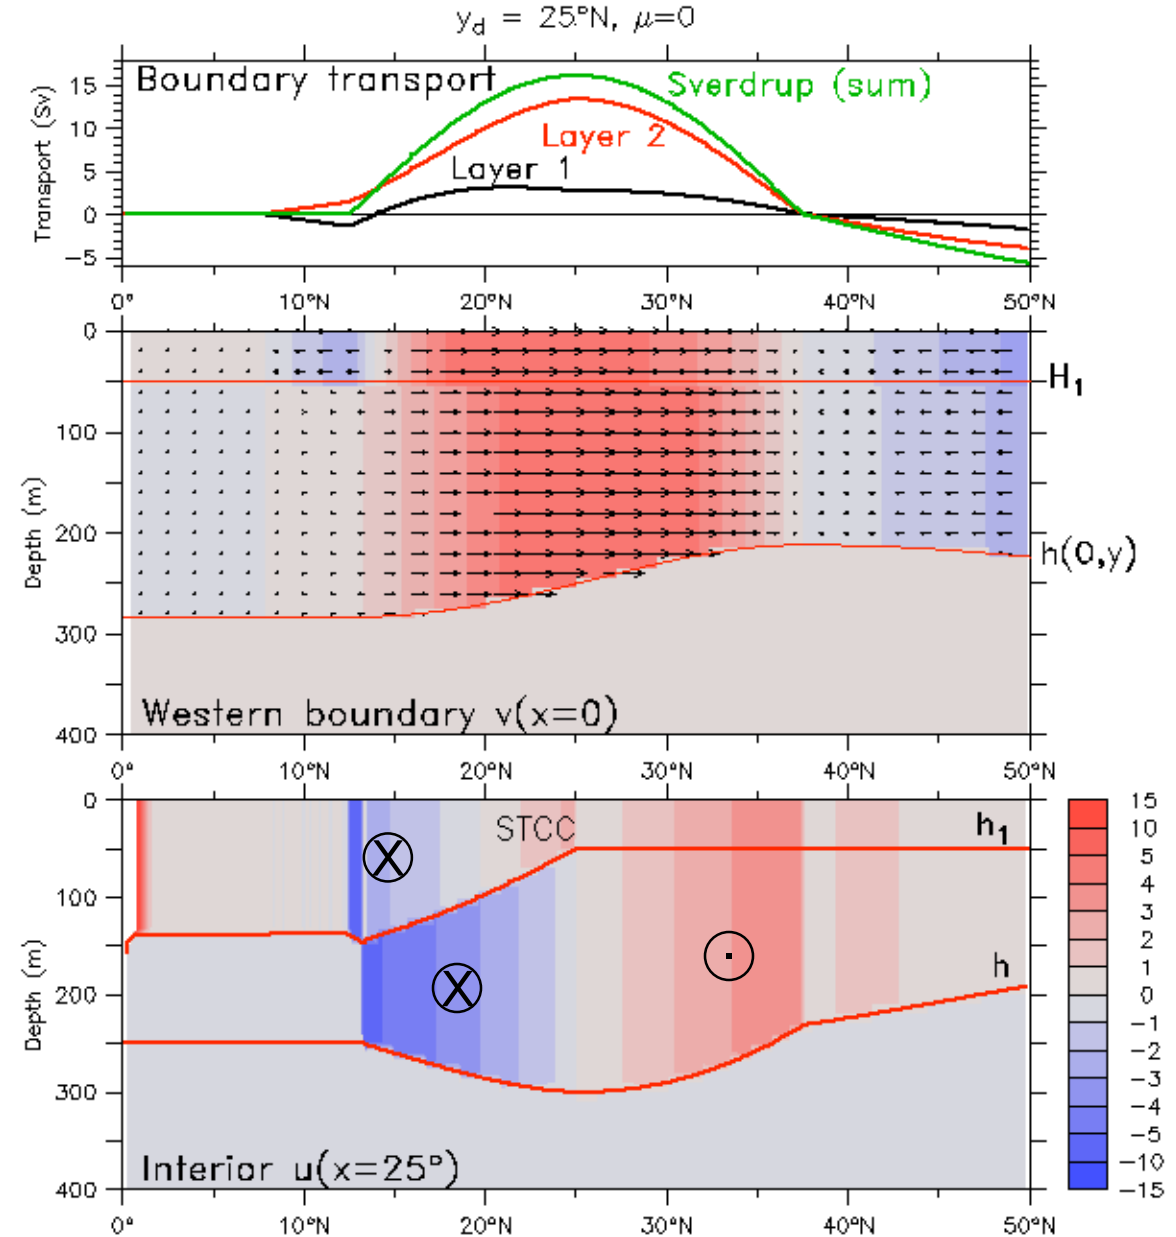 y_d = 25°N, μ=0
Boundary transport
Sverdrup (sum)
Layer 2
Layer 1
Transport (Sv)
15
10
5
0
−5
0° 10°N 20°N 30°N 40°N 50°N
0
100
200
300
400
Depth (m)
H₁
h(0,y)
Western boundary v(x=0)
0° 10°N 20°N 30°N 40°N 50°N
0
100
200
300
400
Depth (m)
STCC
h₁
h
X
X
Interior u(x=25°)
0° 10°N 20°N 30°N 40°N 50°N
15
10
5
4
3
2
1
0
−1
−2
−3
−4
−5
−10
−15